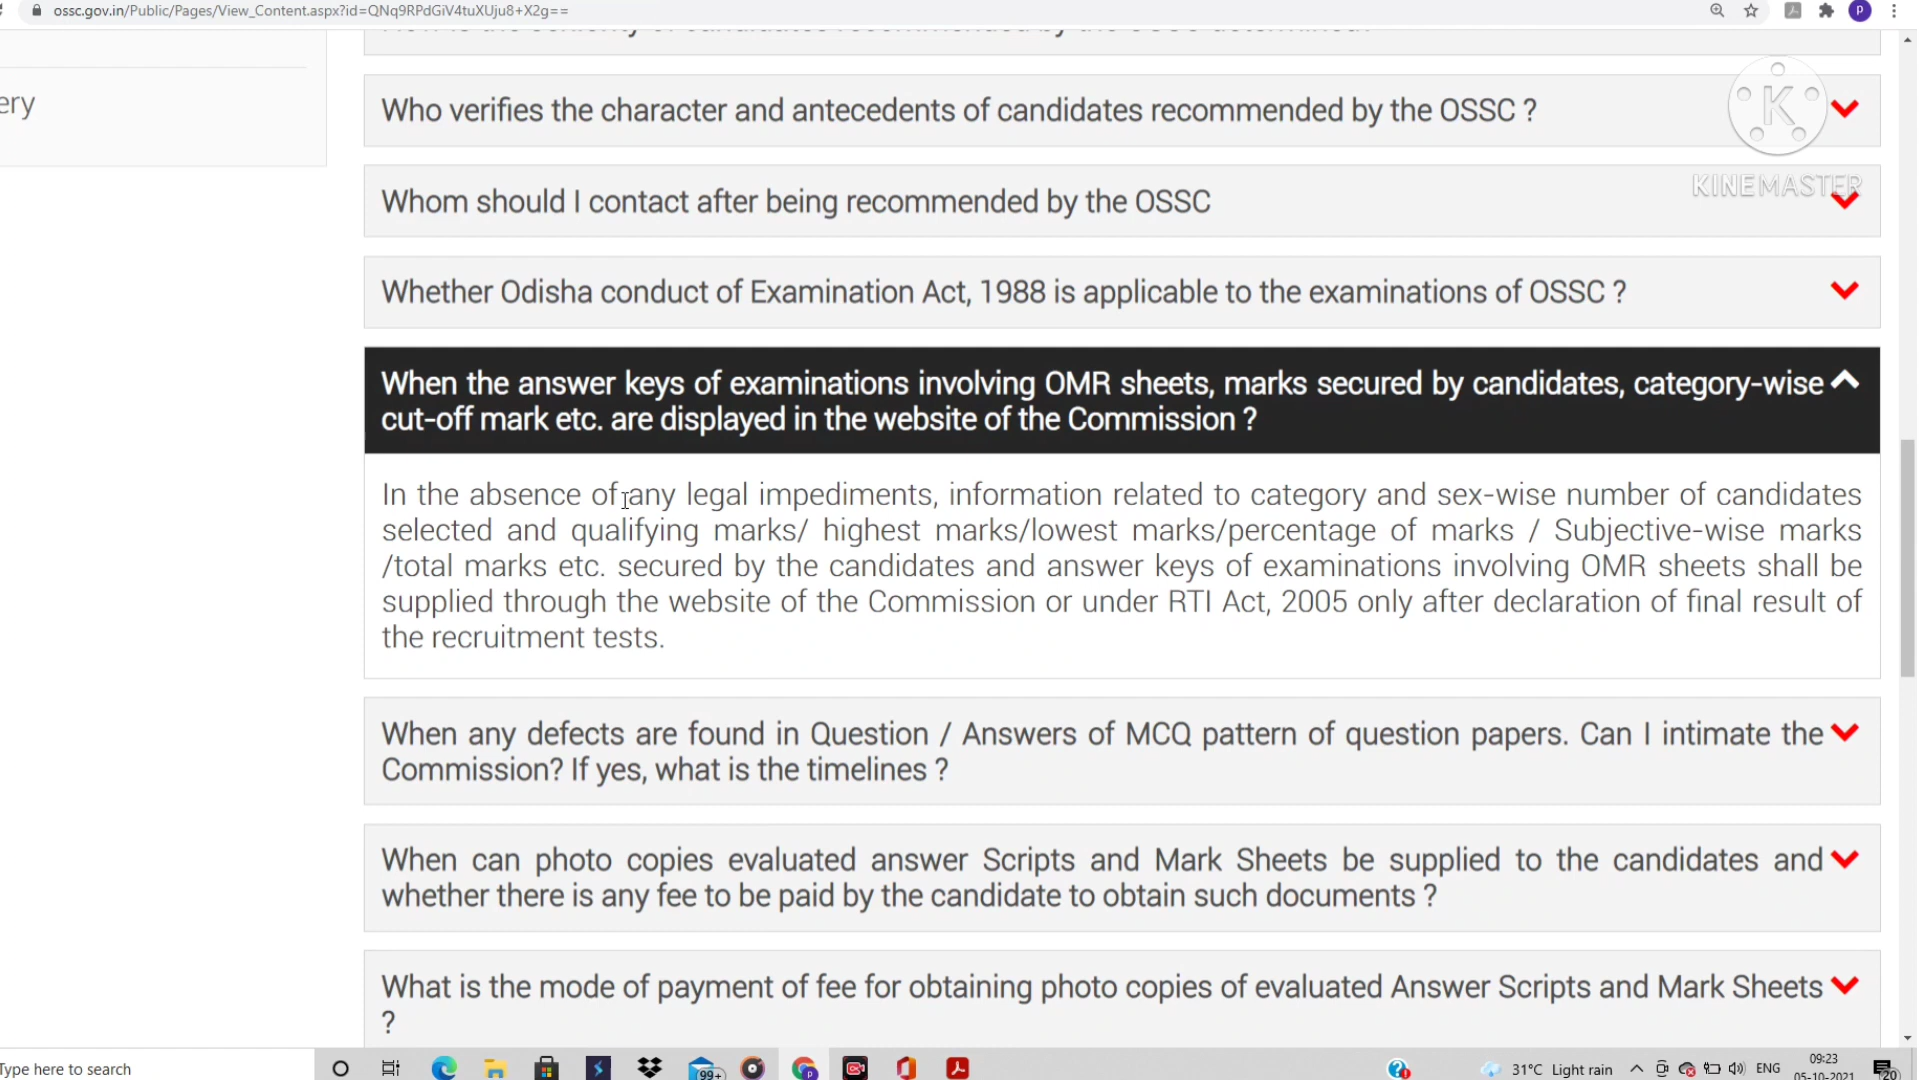 ossc.gov.in/Public/Pages/View_Content.aspx?id=QNq9RPdGiV4tuXUju8+X2g==
P
How is the seniority of candidates recommended by the OSSC determined?
ery
Who verifies the character and antecedents of candidates recommended by the OSSC ?
K
KINEMASTER
Whom should I contact after being recommended by the OSSC
Whether Odisha conduct of Examination Act, 1988 is applicable to the examinations of OSSC ?
When the answer keys of examinations involving OMR sheets, marks secured by candidates, category-wise
cut-off mark etc. are displayed in the website of the Commission ?
In the absence of any legal impediments, information related to category and sex-wise number of candidates
selected and qualifying marks/ highest marks/lowest marks/percentage of marks / Subjective-wise marks
/total marks etc. secured by the candidates and answer keys of examinations involving OMR sheets shall be
supplied through the website of the Commission or under RTI Act, 2005 only after declaration of final result of
the recruitment tests.
When any defects are found in Question / Answers of MCQ pattern of question papers. Can I intimate the
Commission? If yes, what is the timelines ?
When can photo copies evaluated answer Scripts and Mark Sheets be supplied to the candidates and
whether there is any fee to be paid by the candidate to obtain such documents ?
What is the mode of payment of fee for obtaining photo copies of evaluated Answer Scripts and Mark Sheets
?
Type here to search
99+
31°C Light rain
ENG
09:23
05-10-2021
20